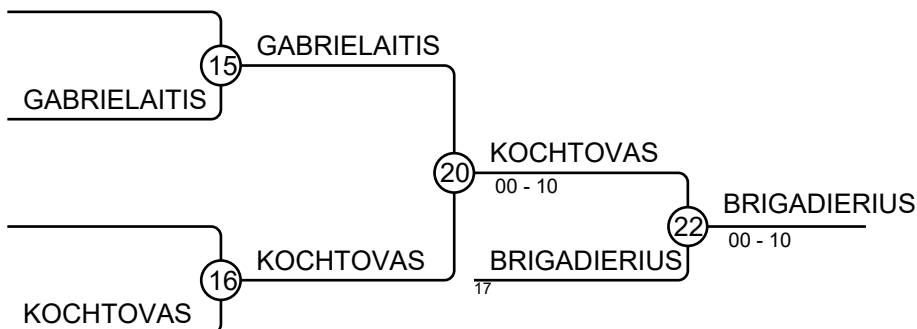 GABRIELAITIS
15
GABRIELAITIS
KOCHTOVAS
20
00 - 10
BRIGADIERIUS
22
00 - 10
KOCHTOVAS
BRIGADIERIUS
16
17
KOCHTOVAS